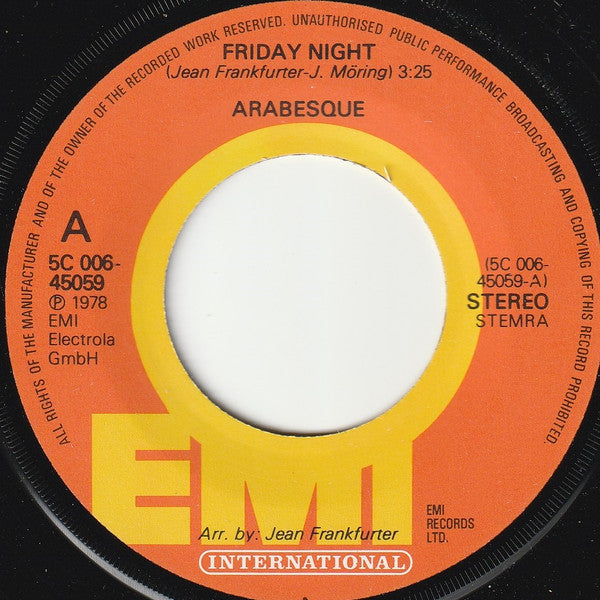 ALL RIGHTS OF THE MANUFACTURER AND OF THE OWNER OF THE RECORDED WORK RESERVED. UNAUTHORISED PUBLIC PERFORMANCE BROADCASTING AND COPYING OF THIS RECORD PROHIBITED.
FRIDAY NIGHT
(Jean Frankfurter-J. Möring) 3:25
ARABESQUE
A
5C 006-
45059
℗ 1978
EMI
Electrola
GmbH
(5C 006-
45059-A)
STEREO
STEMRA
EMI
Arr. by: Jean Frankfurter
INTERNATIONAL
EMI
RECORDS
LTD.